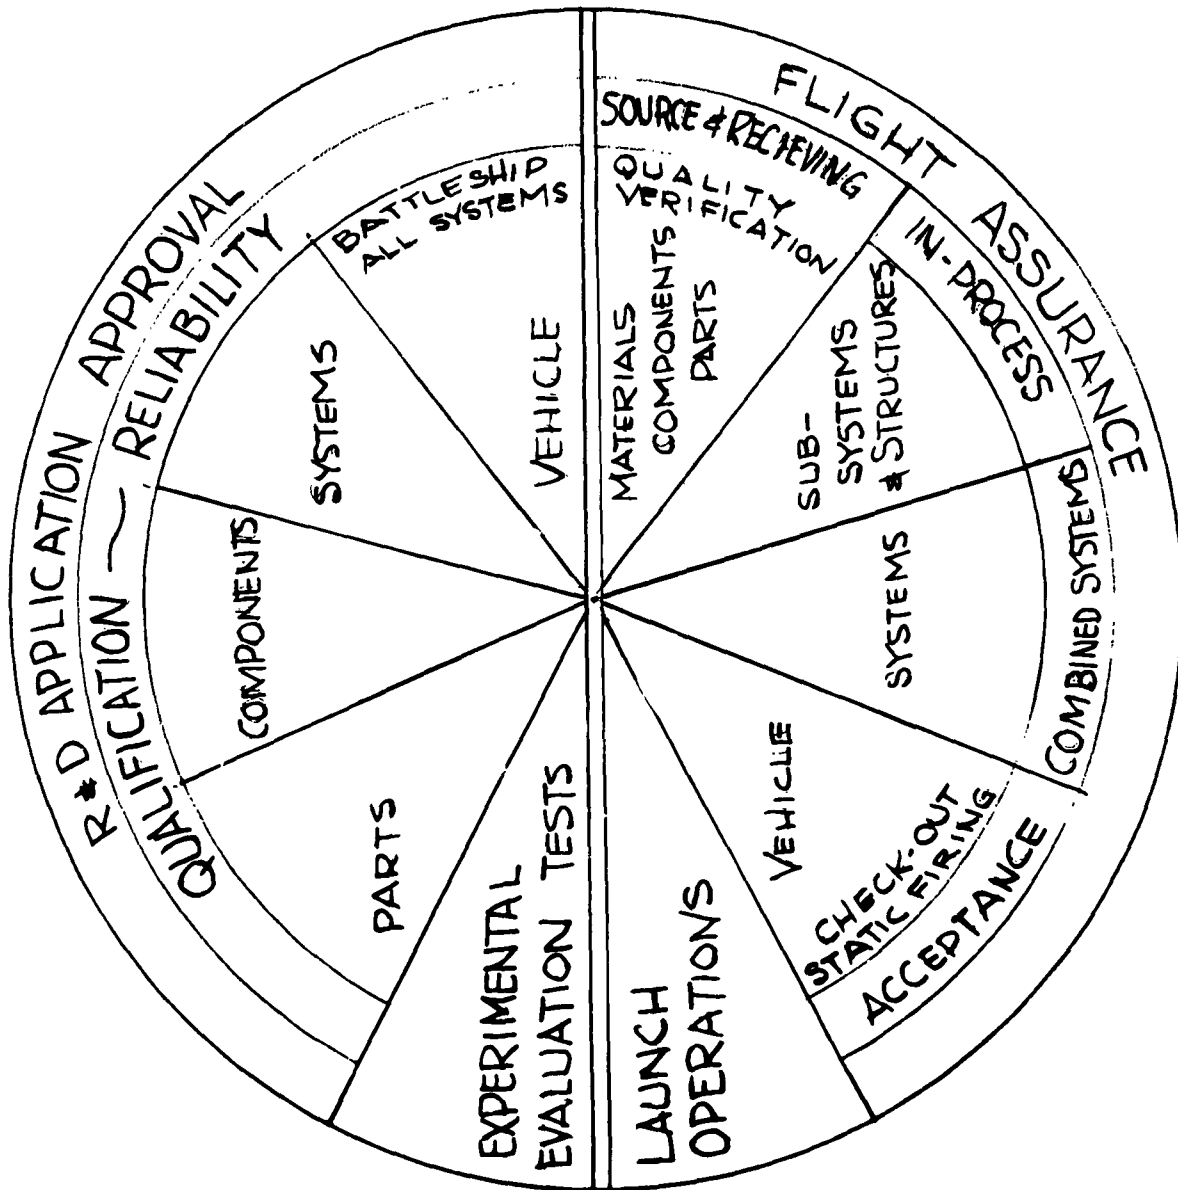 R & D APPLICATION APPROVAL
QUALIFICATION — RELIABILITY
EXPERIMENTAL
EVALUATION TESTS
PARTS
COMPONENTS
SYSTEMS
BATTLESHIP
ALL SYSTEMS
VEHICLE
FLIGHT ASSURANCE
SOURCE & RECIEVING
QUALITY
VERIFICATION
MATERIALS
COMPONENTS
PARTS
IN-PROCESS
SUB-
SYSTEMS
& STRUCTURES
COMBINED SYSTEMS
SYSTEMS
ACCEPTANCE
CHECK-OUT
STATIC FIRING
VEHICLE
LAUNCH
OPERATIONS